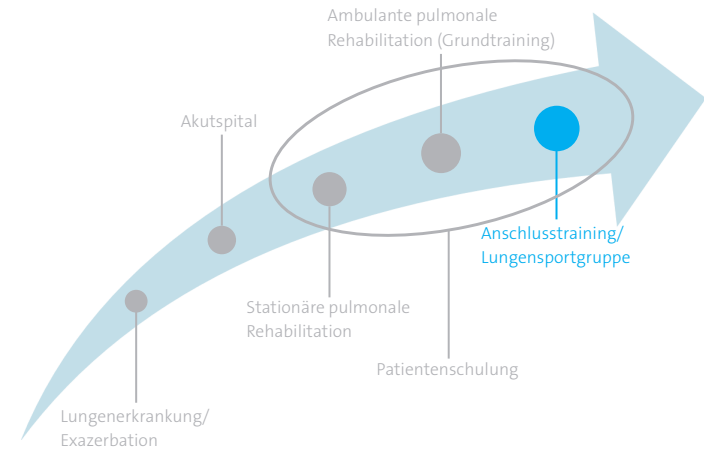 Ambulante pulmonale
Rehabilitation (Grundtraining)
Akutspital
Anschlusstraining/
Lungensportgruppe
Stationäre pulmonale
Rehabilitation
Patientenschulung
Lungenerkrankung/
Exazerbation